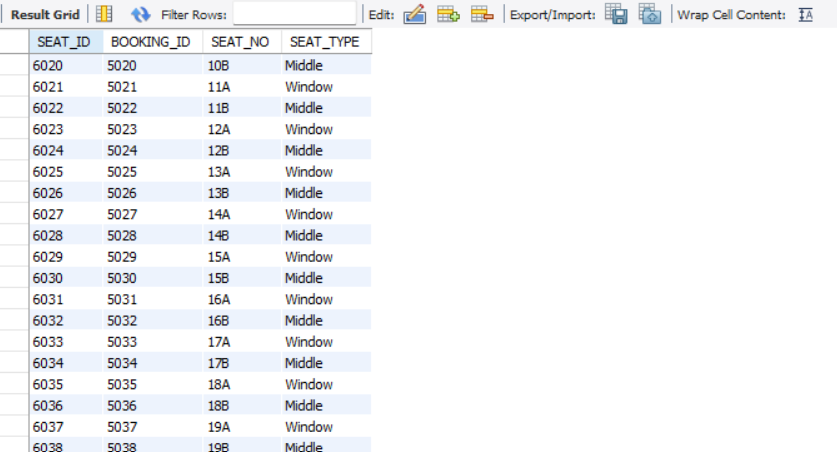 Result Grid Filter Rows: Edit: Export/Import: Wrap Cell Content: IA
SEAT_ID BOOKING_ID SEAT_NO SEAT_TYPE
6020 5020 10B Middle
6021 5021 11A Window
6022 5022 11B Middle
6023 5023 12A Window
6024 5024 12B Middle
6025 5025 13A Window
6026 5026 13B Middle
6027 5027 14A Window
6028 5028 14B Middle
6029 5029 15A Window
6030 5030 15B Middle
6031 5031 16A Window
6032 5032 16B Middle
6033 5033 17A Window
6034 5034 17B Middle
6035 5035 18A Window
6036 5036 18B Middle
6037 5037 19A Window
6038 5038 19B Middle